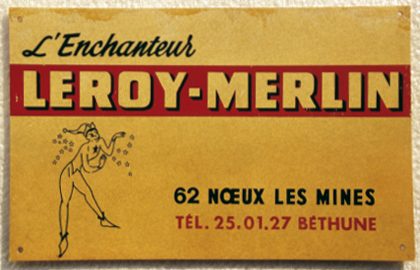 L'Enchanteur
LEROY-MERLIN
62 NŒUX LES MINES
TÉL. 25.01.27 BÉTHUNE